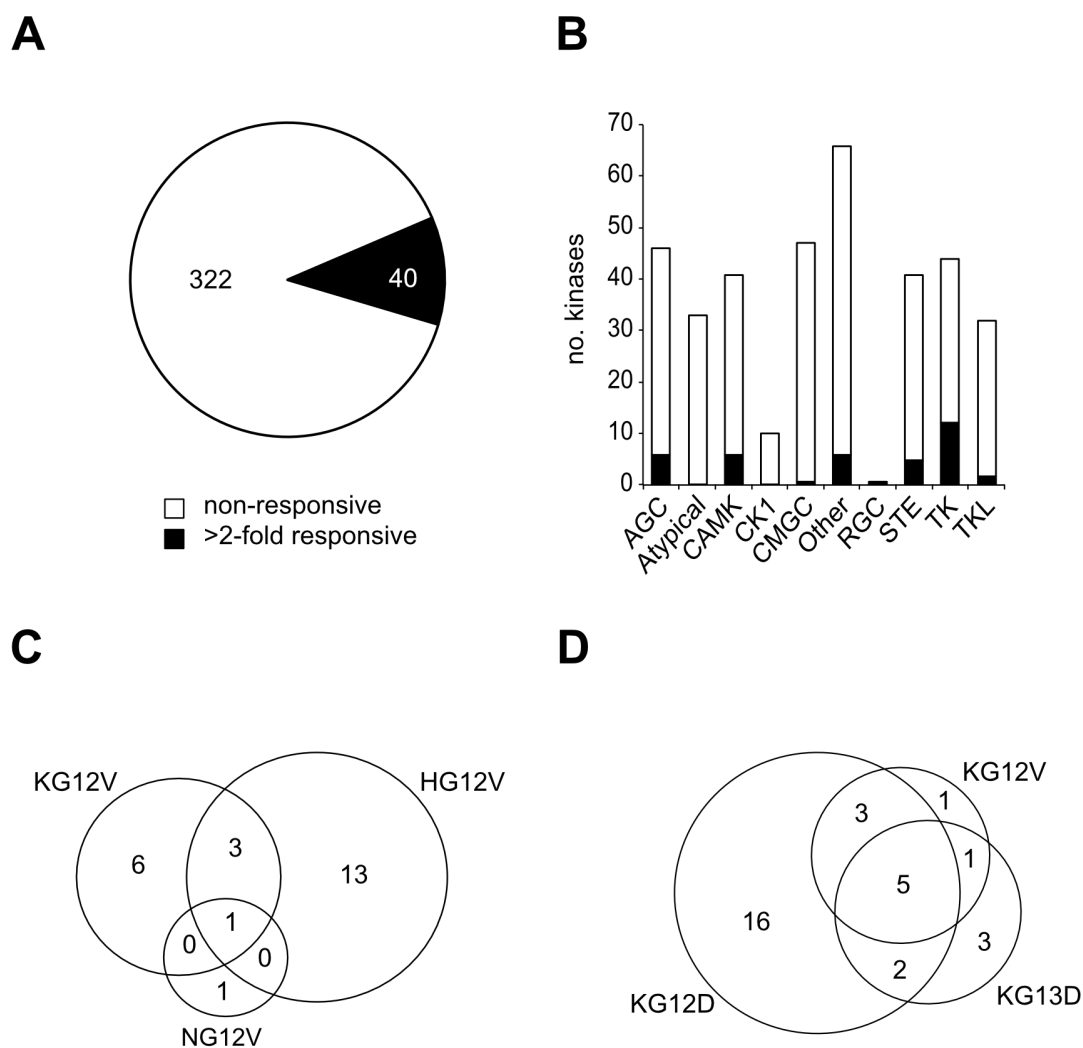 A
322
40
non-responsive
>2-fold responsive
B
no. kinases
70
60
50
40
30
20
10
0
AGC
Atypical
CAMK
CK1
CMGC
Other
RGC
STE
TK
TKL
C
KG12V
HG12V
6
3
13
1
0
0
1
NG12V
D
KG12V
3
1
1
5
16
3
2
KG12D
KG13D